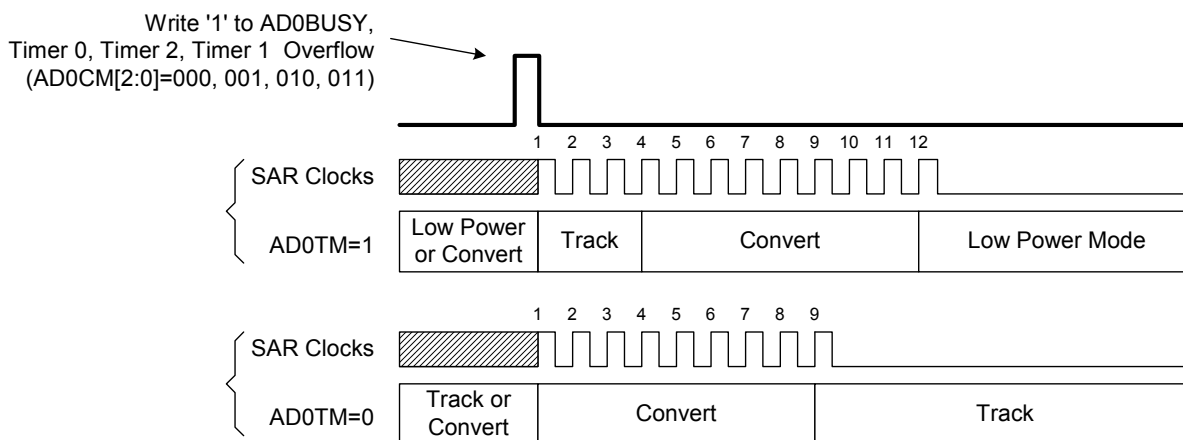 Write '1' to AD0BUSY,
Timer 0, Timer 2, Timer 1 Overflow
(AD0CM[2:0]=000, 001, 010, 011)
1 2 3 4 5 6 7 8 9 10 11 12
SAR Clocks
AD0TM=1
Low Power
or Convert
Track
Convert
Low Power Mode
1 2 3 4 5 6 7 8 9
SAR Clocks
AD0TM=0
Track or
Convert
Convert
Track